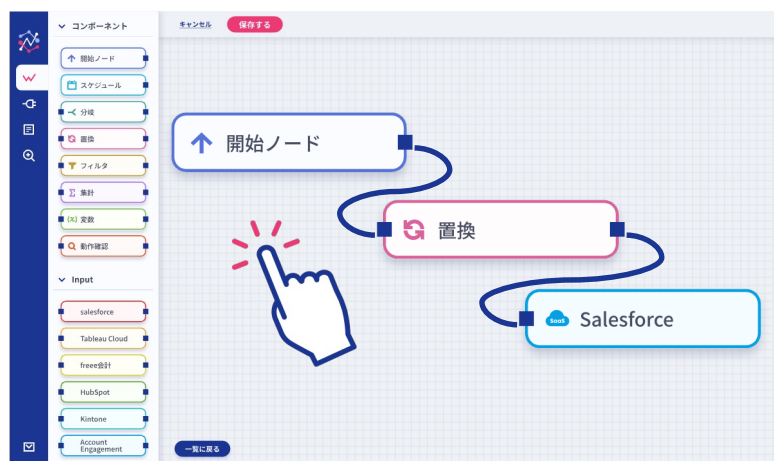 コンポーネント
開始ノード
スケジュール
分岐
置換
フィルタ
集計
(x) 変数
動作確認
Input
salesforce
Tableau Cloud
freee会計
HubSpot
Kintone
Account
Engagement
キャンセル
保存する
開始ノード
置換
SaaS
Salesforce
一覧に戻る